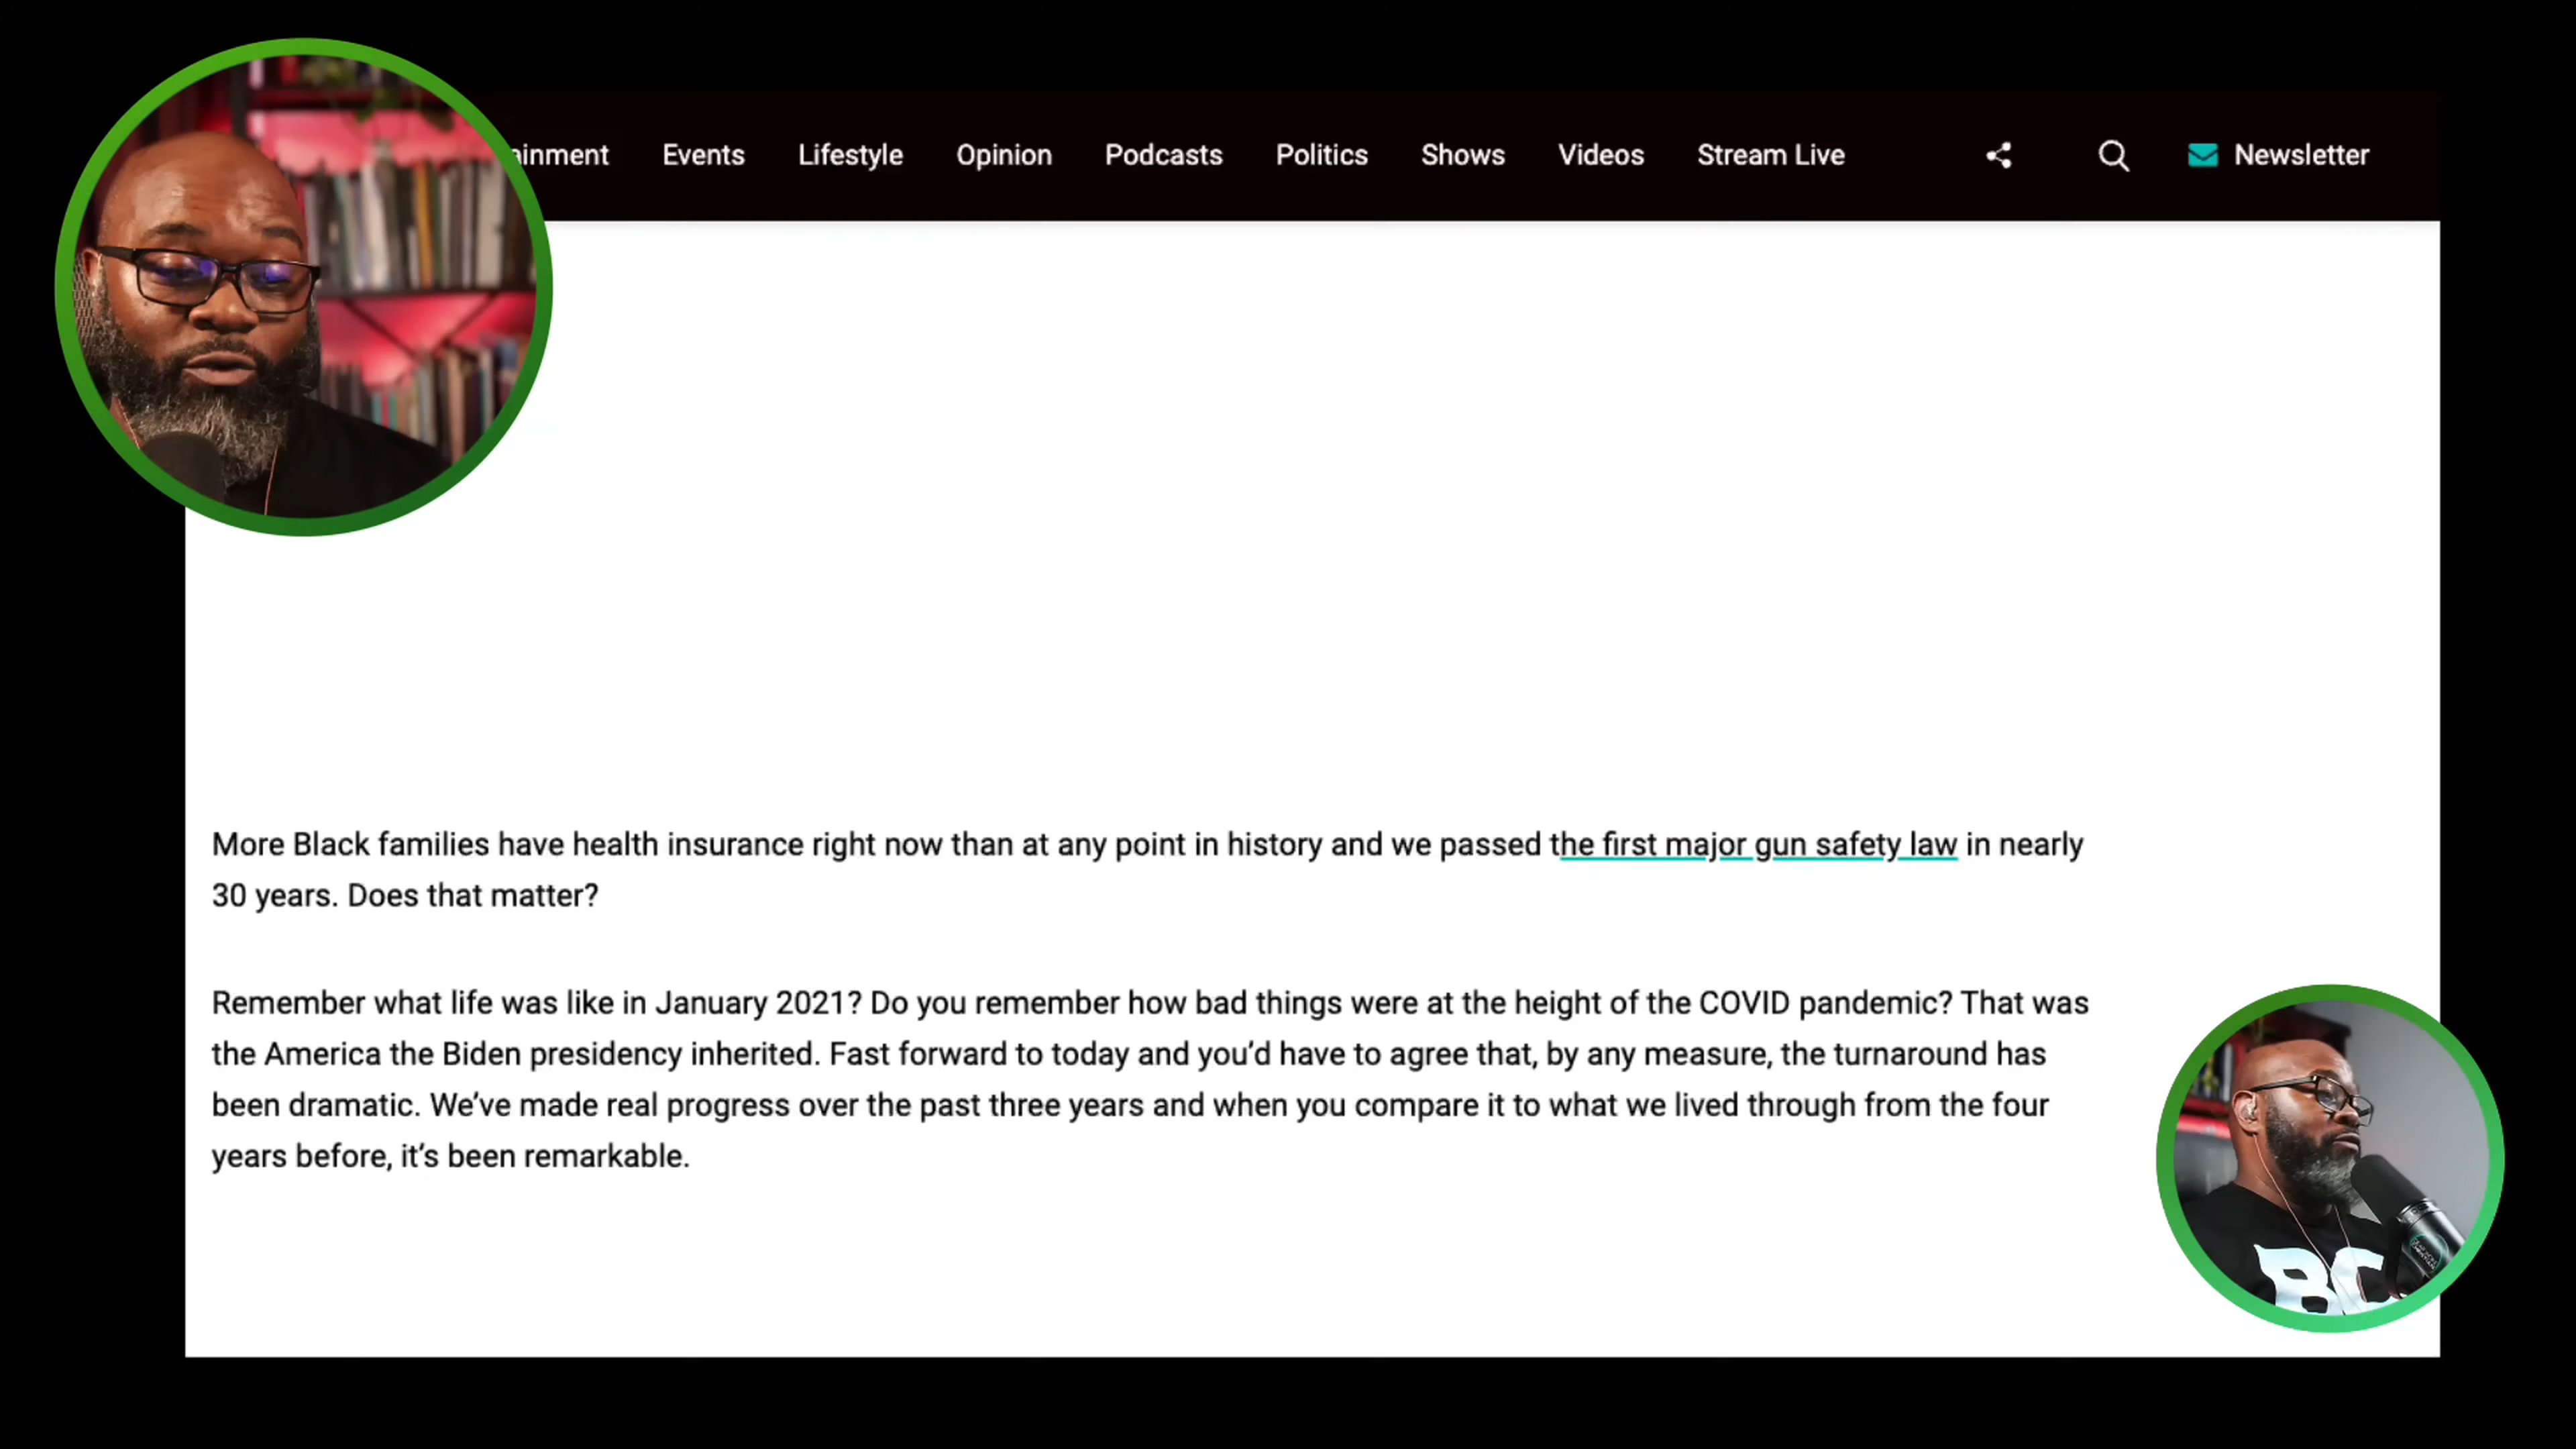 ainment Events Lifestyle Opinion Podcasts Politics Shows Videos Stream Live Newsletter
More Black families have health insurance right now than at any point in history and we passed the first major gun safety law in nearly
30 years. Does that matter?
Remember what life was like in January 2021? Do you remember how bad things were at the height of the COVID pandemic? That was
the America the Biden presidency inherited. Fast forward to today and you’d have to agree that, by any measure, the turnaround has
been dramatic. We’ve made real progress over the past three years and when you compare it to what we lived through from the four
years before, it’s been remarkable.
BC